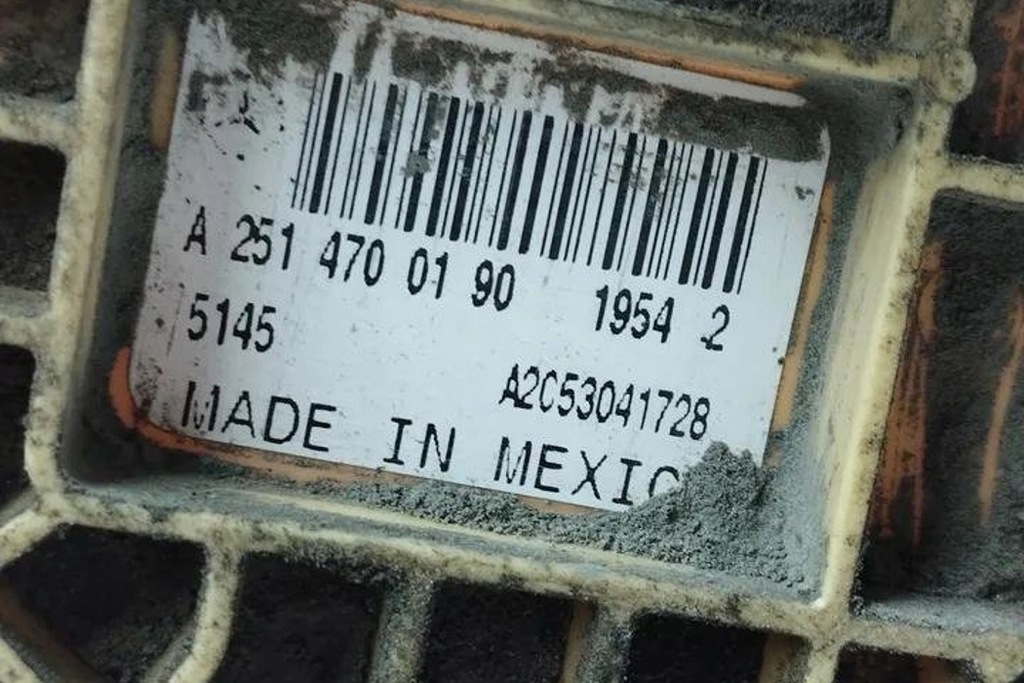 A 251 470 01 90 1954 2
5145
A2C53041728
MADE IN MEXIC